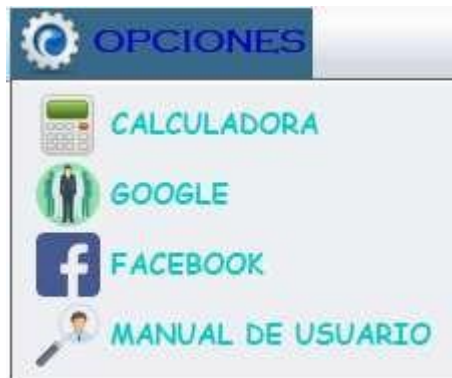 OPCIONES
CALCULADORA
GOOGLE
FACEBOOK
MANUAL DE USUARIO